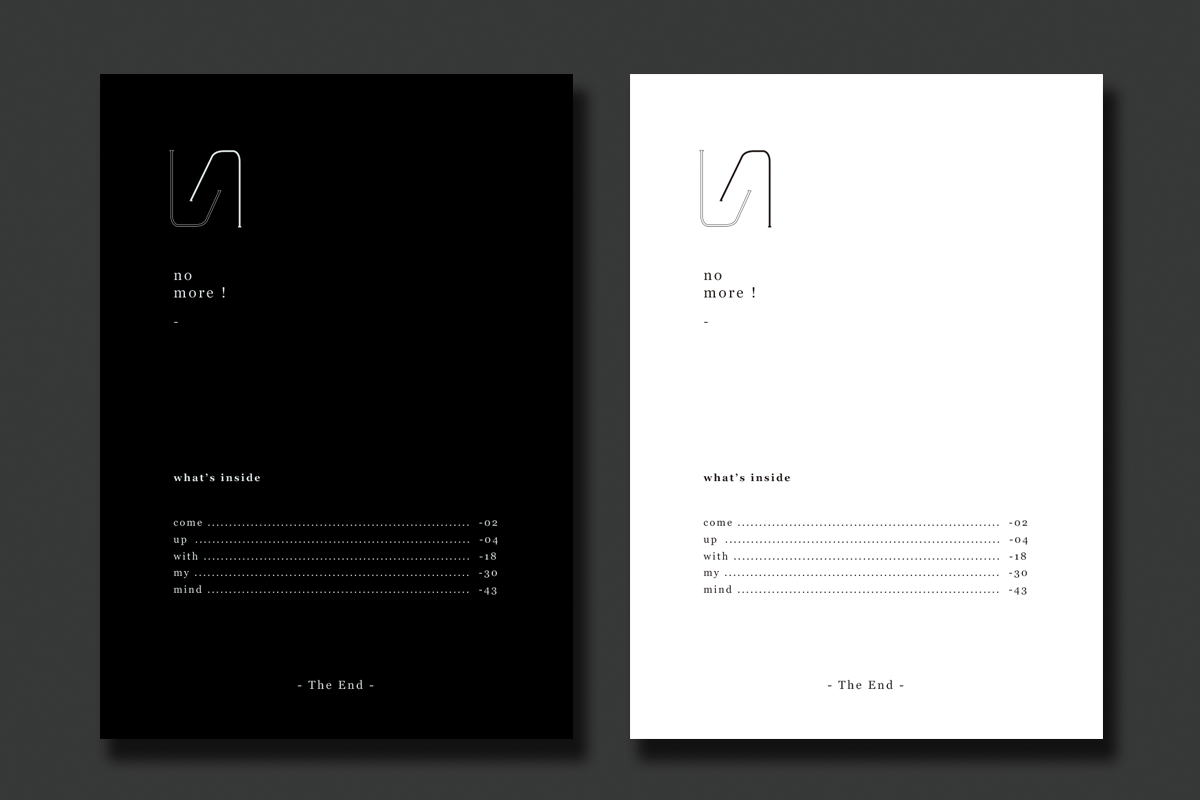 no
more !
-
what's inside
come ............................................................. -02
up ................................................................ -04
with .............................................................. -18
my ................................................................ -30
mind ............................................................. -43
- The End -
no
more !
-
what's inside
come ............................................................. -02
up ................................................................ -04
with .............................................................. -18
my ................................................................ -30
mind ............................................................. -43
- The End -